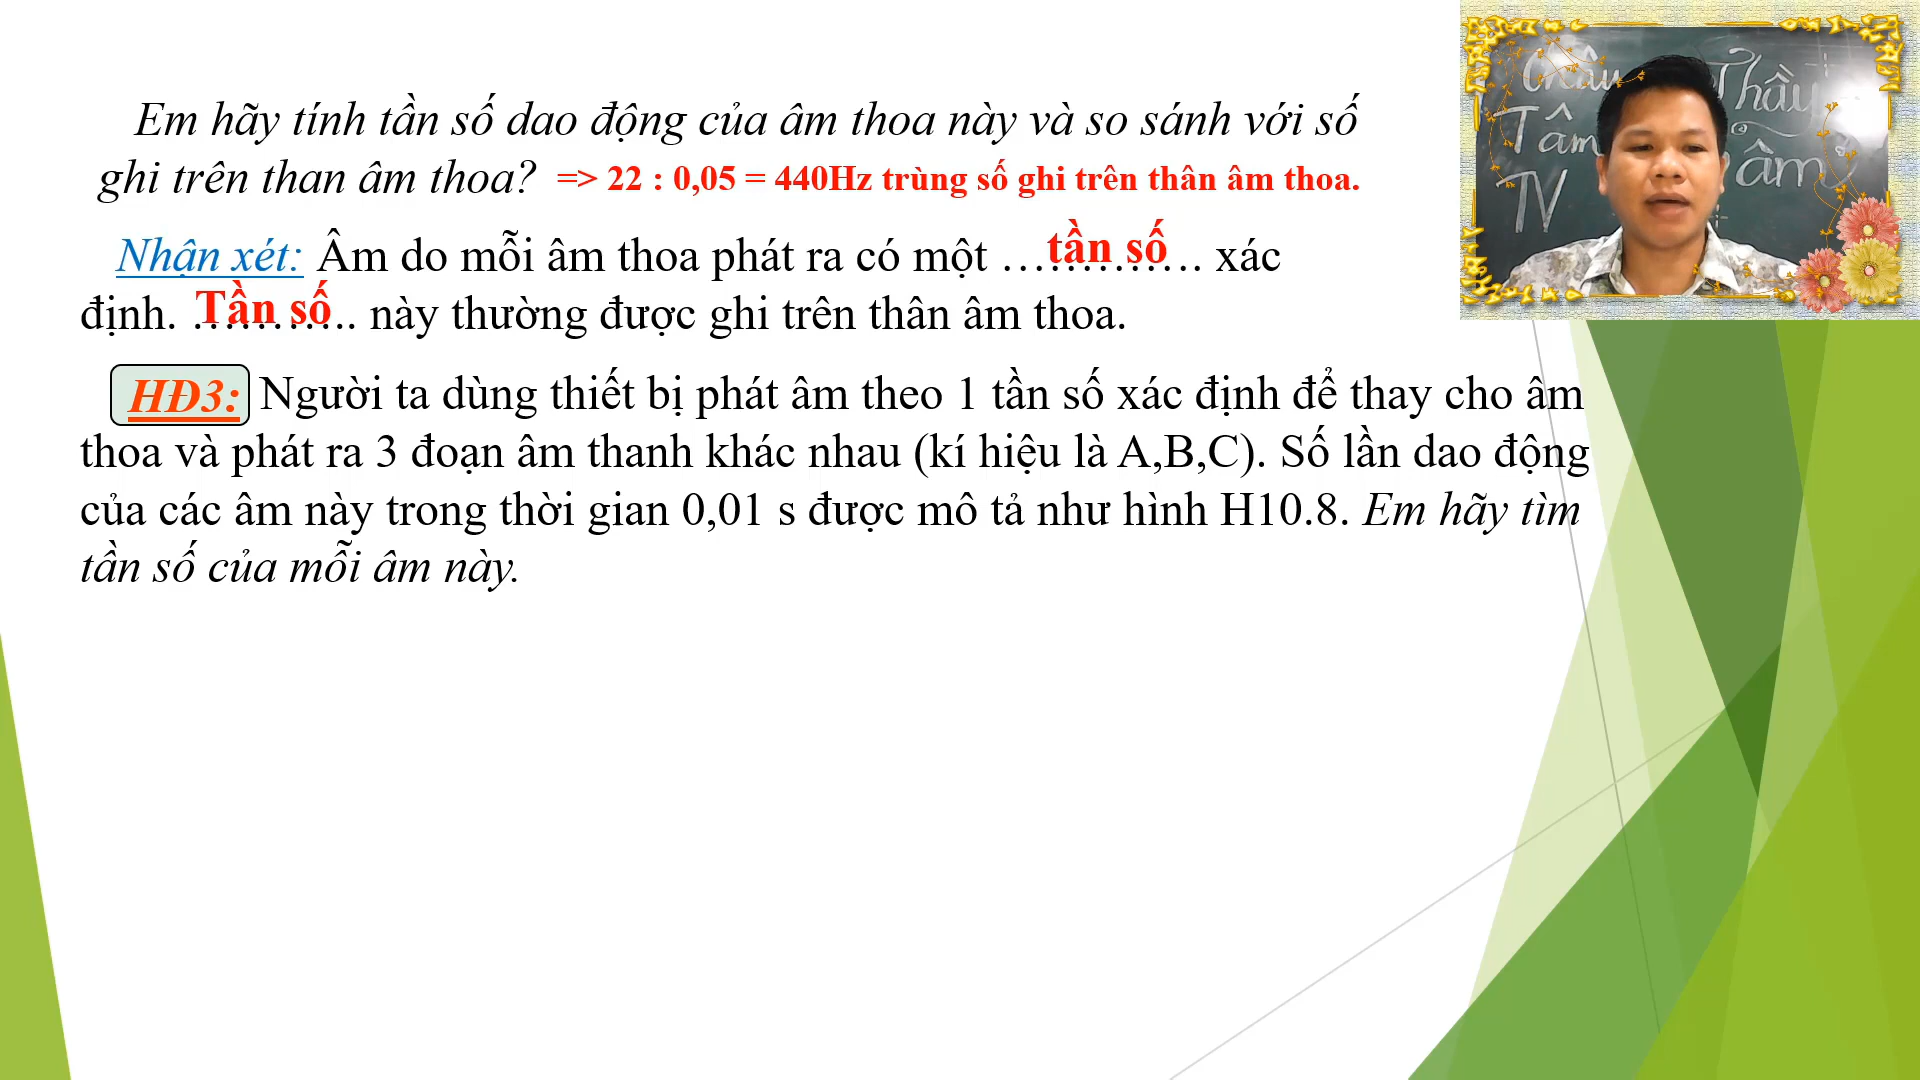 Em hãy tính tần số dao động của âm thoa này và so sánh với số
ghi trên than âm thoa? => 22 : 0,05 = 440Hz trùng số ghi trên thân âm thoa.
Nhận xét: Âm do mỗi âm thoa phát ra có một …tần số…. xác
định. …Tần số….. này thường được ghi trên thân âm thoa.
HĐ3: Người ta dùng thiết bị phát âm theo 1 tần số xác định để thay cho âm
thoa và phát ra 3 đoạn âm thanh khác nhau (kí hiệu là A,B,C). Số lần dao động
của các âm này trong thời gian 0,01 s được mô tả như hình H10.8. Em hãy tìm
tần số của mỗi âm này.
Châu Thầy
Tâm Tâm
TV